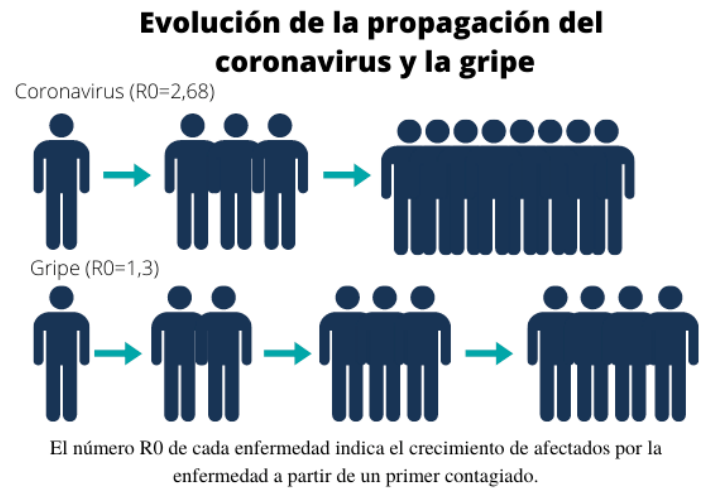 Evolución de la propagación del
coronavirus y la gripe
Coronavirus (R0=2,68)
Gripe (R0=1,3)
El número R0 de cada enfermedad indica el crecimiento de afectados por la
enfermedad a partir de un primer contagiado.